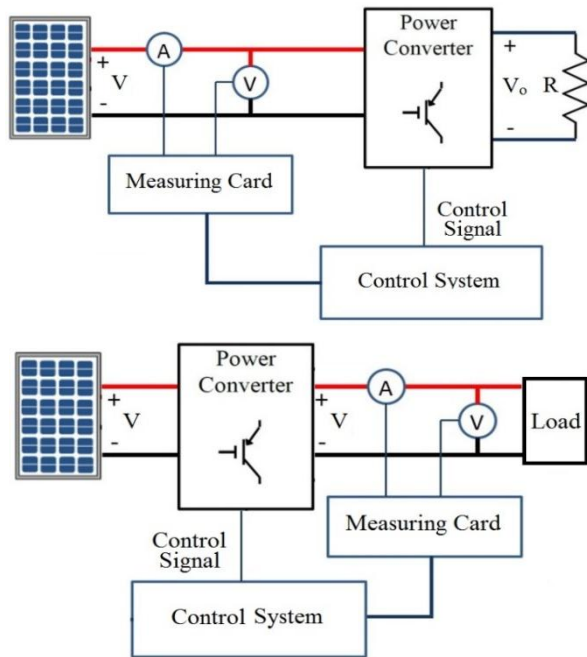 Power
Converter
A
+
V
-
V
+
Vₒ R
-
Measuring Card
Control
Signal
Control System
Power
Converter
A
+
V
-
+
V
-
V
Load
Measuring Card
Control
Signal
Control System